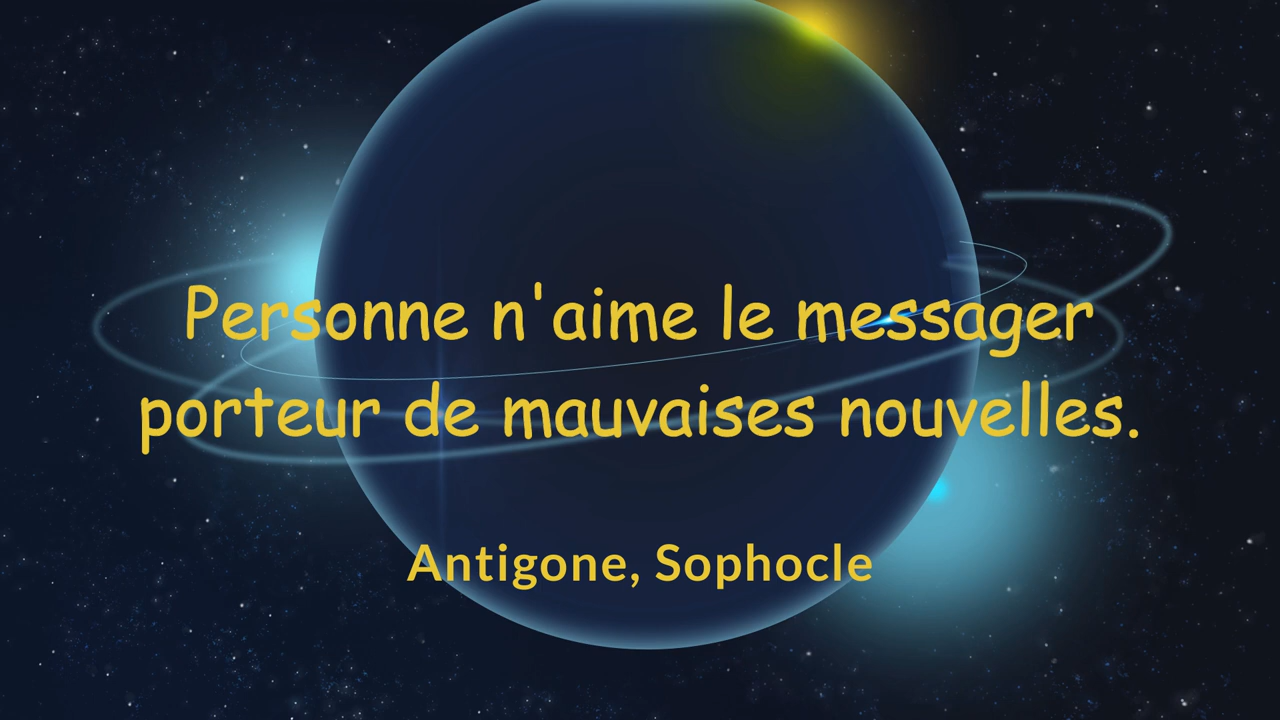 Personne n'aime le messager
porteur de mauvaises nouvelles.
Antigone, Sophocle